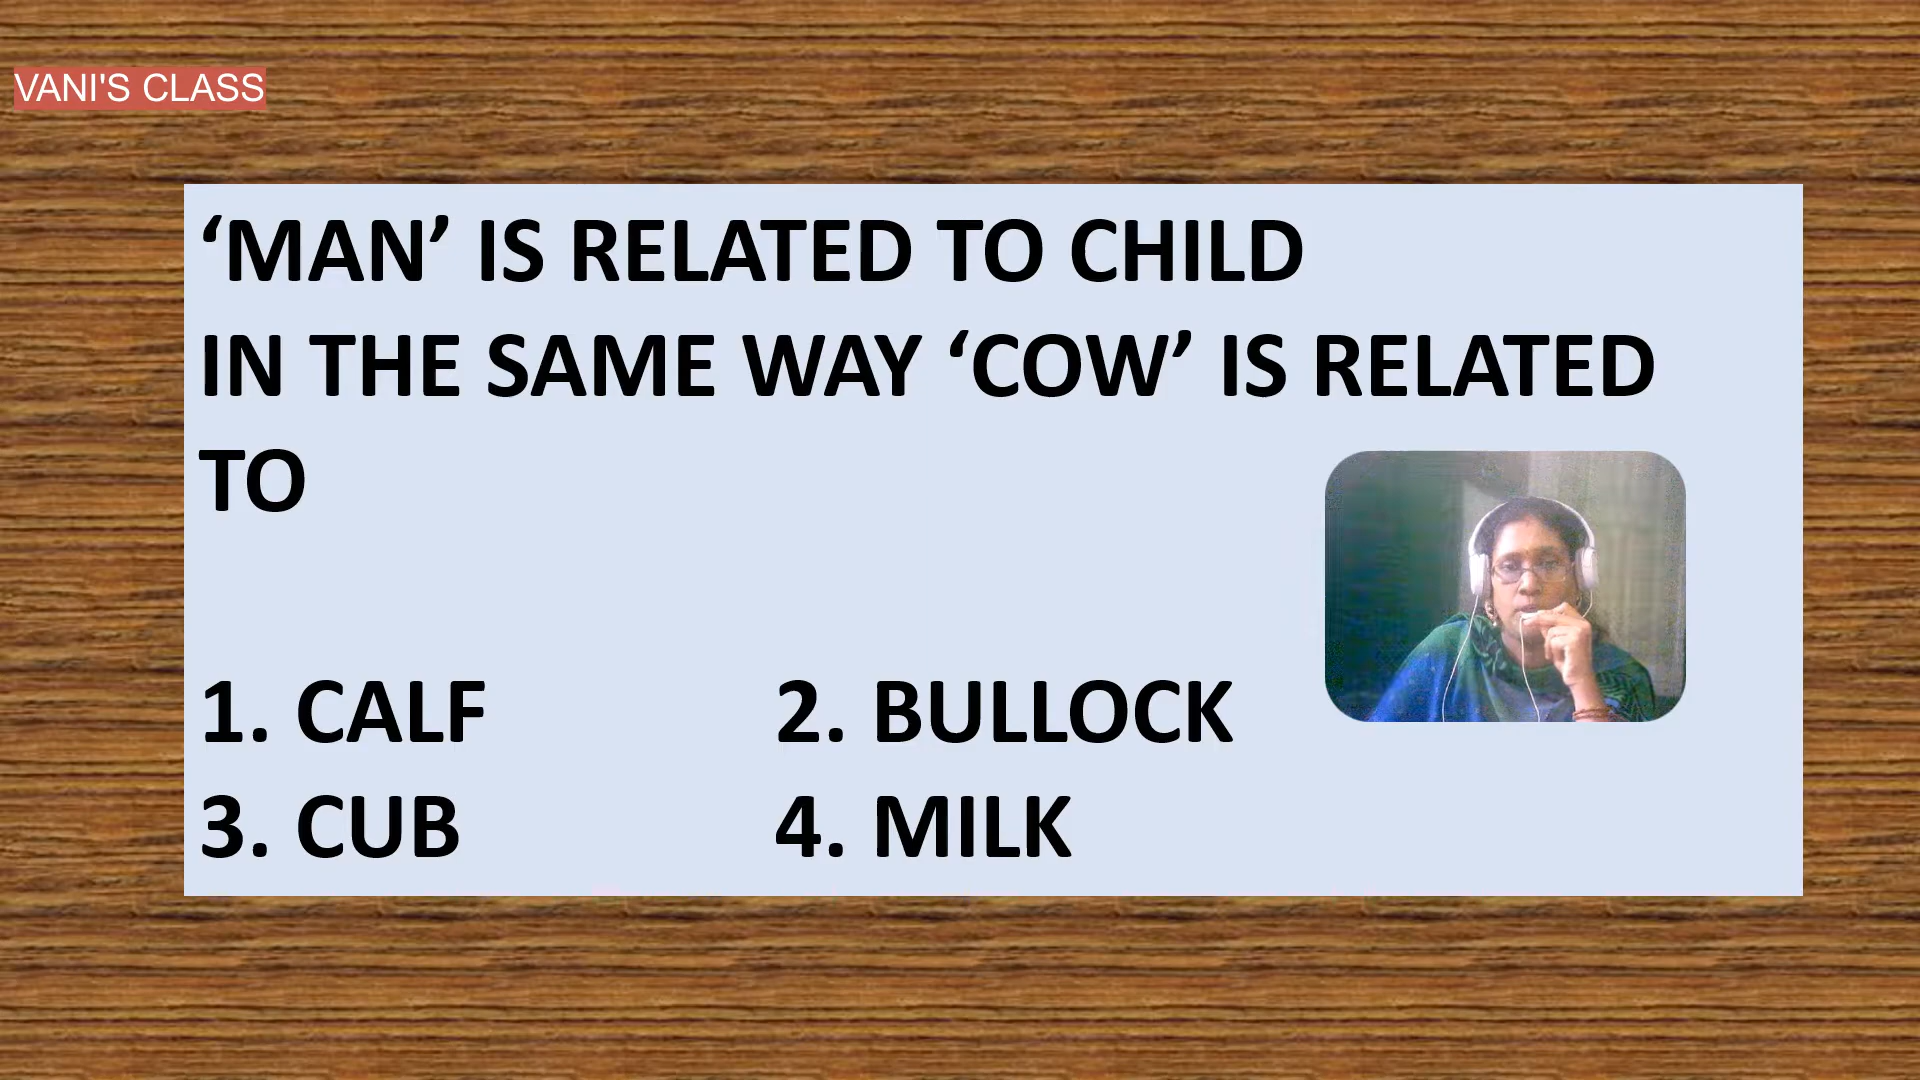 VANI'S CLASS
‘MAN’ IS RELATED TO CHILD
IN THE SAME WAY ‘COW’ IS RELATED
TO
1. CALF 2. BULLOCK
3. CUB 4. MILK